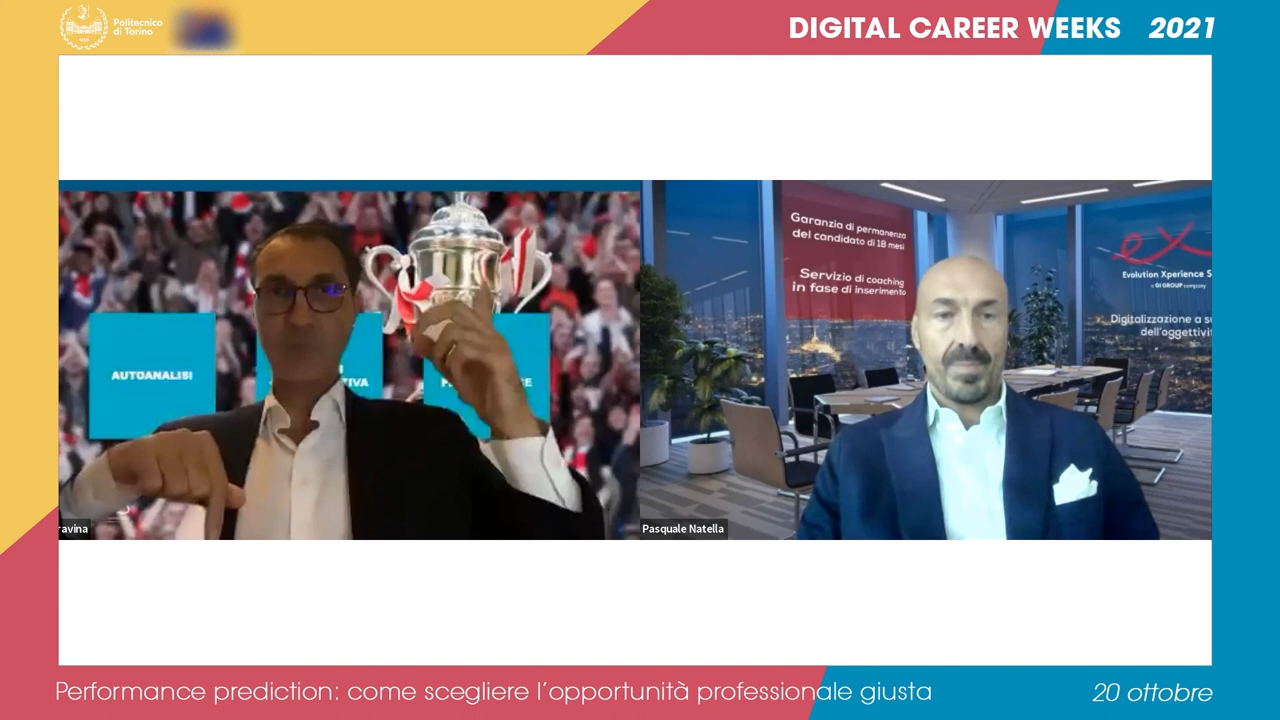 Politecnico
di Torino
DIGITAL CAREER WEEKS 2021
AUTOANALISI
Garanzia di permanenza
del candidato di 18 mesi
Servizio di coaching
in fase di inserimento
ex
Evolution Xperience S
a GI GROUP company
Digitalizzazione a su
dell'oggettivit
ravina
Pasquale Natella
Performance prediction: come scegliere l'opportunità professionale giusta
20 ottobre